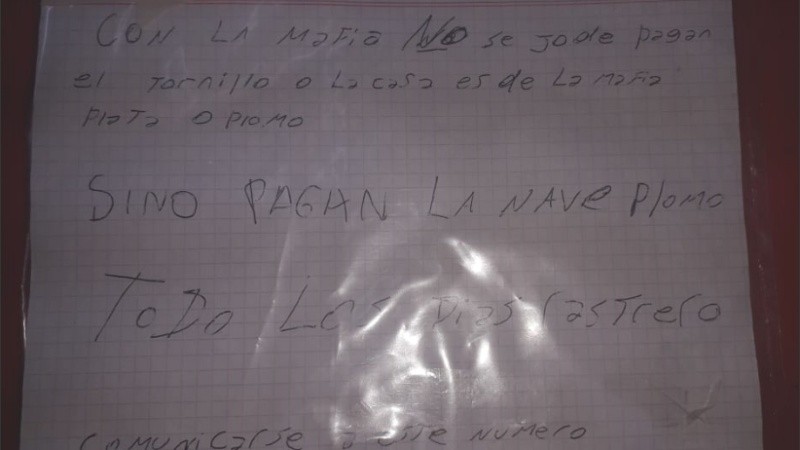 CON LA MaFia No se JODE pagan
el Tornillo o La casa es de La maFia
PlaTa O Plomo
SINO PAGAN LA NAVe Plomo
ToDo Los Dias rasTrero
comunicarse a este numero